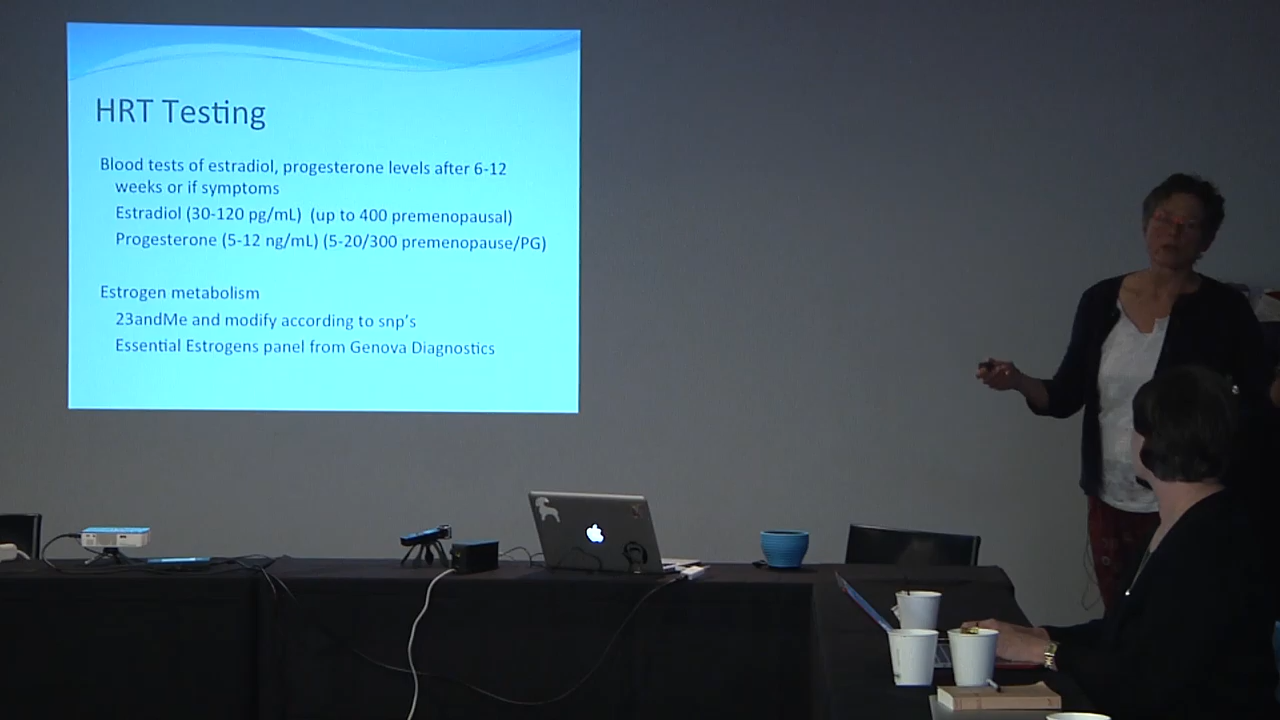 HRT Testing
Blood tests of estradiol, progesterone levels after 6-12
weeks or if symptoms
Estradiol (30-120 pg/mL) (up to 400 premenopausal)
Progesterone (5-12 ng/mL) (5-20/300 premenopause/PG)
Estrogen metabolism
23andMe and modify according to snp's
Essential Estrogens panel from Genova Diagnostics